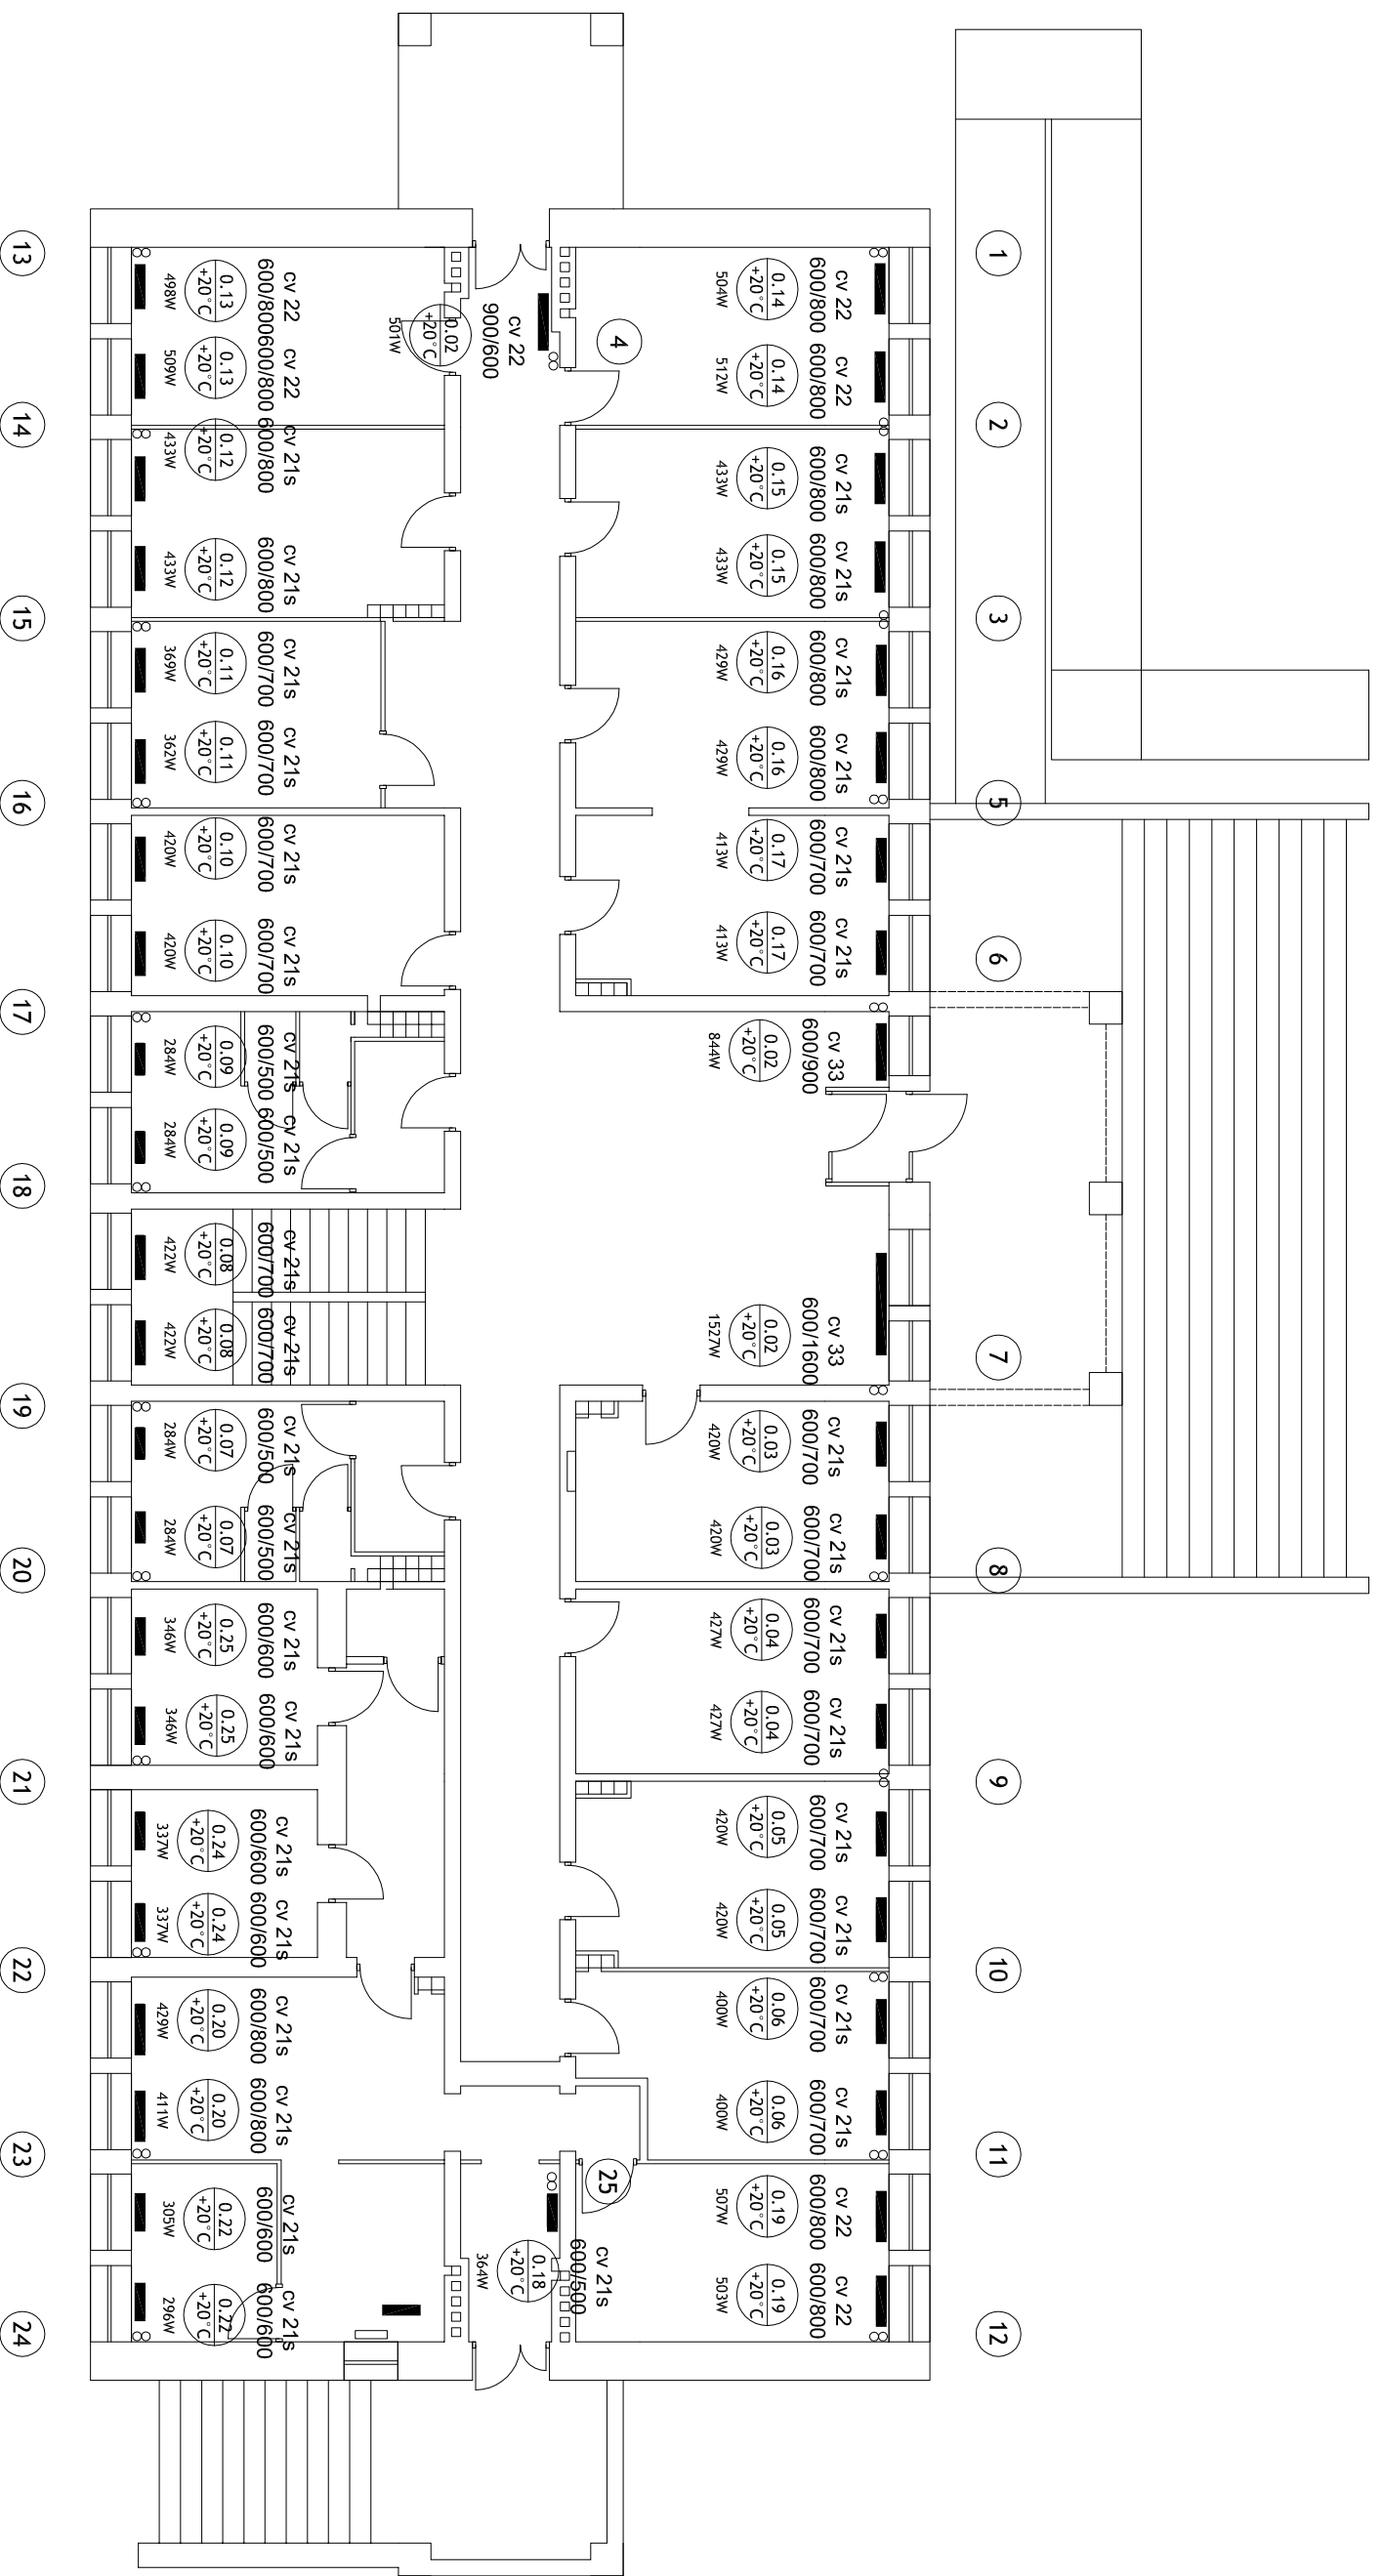 1
2
3
5
6
7
8
9
10
11
12
cv 22
600/800
0.14
+20°C
504W
cv 22
600/800
0.14
+20°C
512W
cv 21s
600/800
0.15
+20°C
433W
cv 21s
600/800
0.15
+20°C
433W
cv 21s
600/800
0.16
+20°C
429W
cv 21s
600/800
0.16
+20°C
429W
cv 21s
600/700
0.17
+20°C
413W
cv 21s
600/700
0.17
+20°C
413W
cv 33
600/900
0.02
+20°C
844W
cv 33
600/1600
0.02
+20°C
1527W
cv 21s
600/700
0.03
+20°C
420W
cv 21s
600/700
0.03
+20°C
420W
cv 21s
600/700
0.04
+20°C
427W
cv 21s
600/700
0.04
+20°C
427W
cv 21s
600/700
0.05
+20°C
420W
cv 21s
600/700
0.05
+20°C
420W
cv 21s
600/700
0.06
+20°C
400W
cv 21s
600/700
0.06
+20°C
400W
cv 22
600/800
0.19
+20°C
507W
cv 22
600/800
0.19
+20°C
503W
4
25
cv 22
900/600
0.02
+20°C
501W
cv 21s
600/500
0.18
+20°C
364W
cv 22
600/800
0.13
+20°C
498W
cv 22
600/800
0.13
+20°C
509W
cv 21s
600/800
0.12
+20°C
433W
cv 21s
600/800
0.12
+20°C
433W
cv 21s
600/700
0.11
+20°C
369W
cv 21s
600/700
0.11
+20°C
362W
cv 21s
600/700
0.10
+20°C
420W
cv 21s
600/700
0.10
+20°C
420W
cv 21s
600/500
0.09
+20°C
284W
cv 21s
600/500
0.09
+20°C
284W
cv 21s
600/700
0.08
+20°C
422W
cv 21s
600/700
0.08
+20°C
422W
cv 21s
600/500
0.07
+20°C
284W
cv 21s
600/500
0.07
+20°C
284W
cv 21s
600/600
0.25
+20°C
346W
cv 21s
600/600
0.25
+20°C
346W
cv 21s
600/600
0.24
+20°C
337W
cv 21s
600/600
0.24
+20°C
337W
cv 21s
600/800
0.20
+20°C
429W
cv 21s
600/800
0.20
+20°C
411W
cv 21s
600/600
0.22
+20°C
305W
cv 21s
600/600
0.22
+20°C
296W
13
14
15
16
17
18
19
20
21
22
23
24